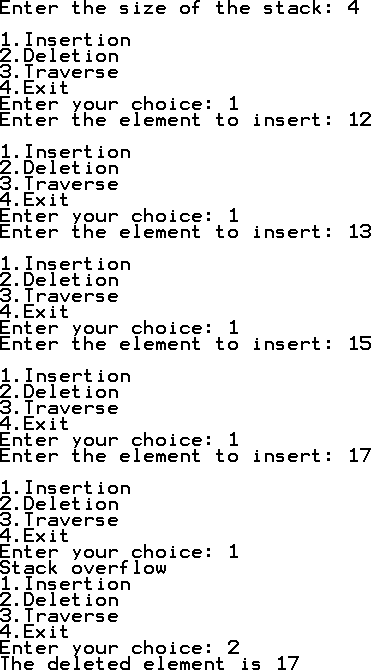 Enter the size of the stack: 4
1.Insertion
2.Deletion
3.Traverse
4.Exit
Enter your choice: 1
Enter the element to insert: 12
1.Insertion
2.Deletion
3.Traverse
4.Exit
Enter your choice: 1
Enter the element to insert: 13
1.Insertion
2.Deletion
3.Traverse
4.Exit
Enter your choice: 1
Enter the element to insert: 15
1.Insertion
2.Deletion
3.Traverse
4.Exit
Enter your choice: 1
Enter the element to insert: 17
1.Insertion
2.Deletion
3.Traverse
4.Exit
Enter your choice: 1
Stack overflow
1.Insertion
2.Deletion
3.Traverse
4.Exit
Enter your choice: 2
The deleted element is 17